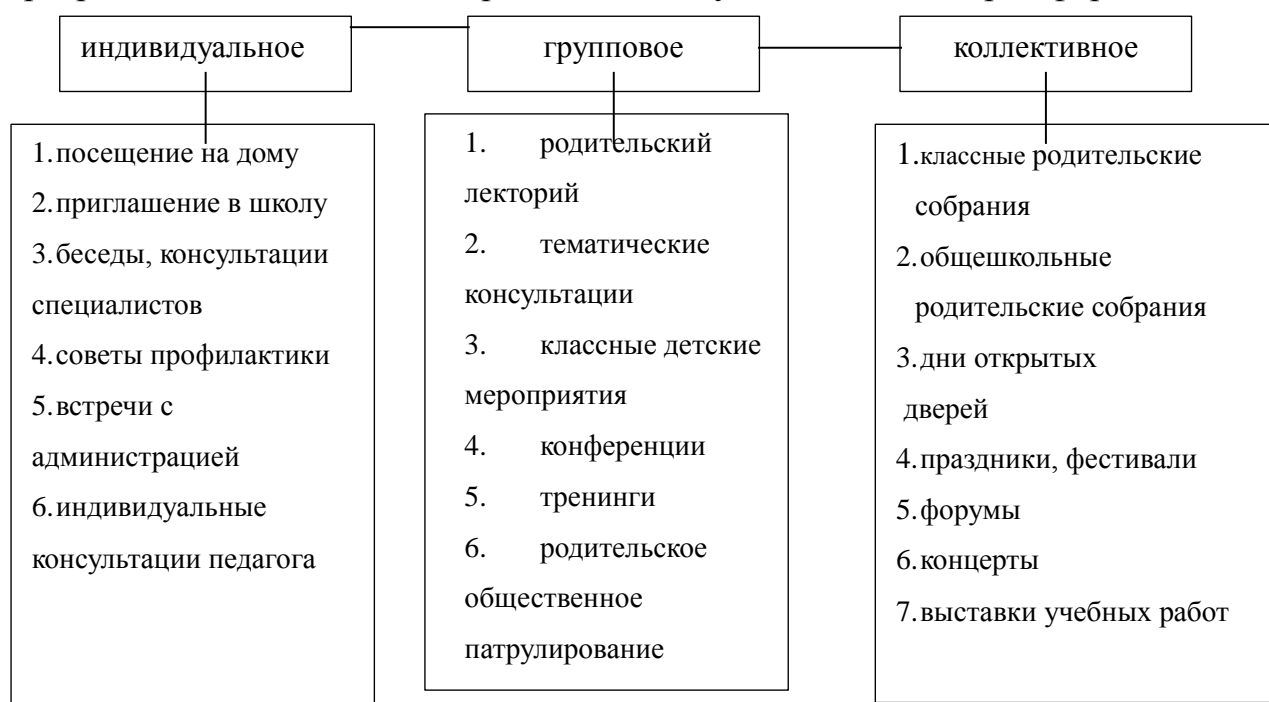 индивидуальное
групповое
коллективное
1.посещение на дому
2.приглашение в школу
3.беседы, консультации
специалистов
4.советы профилактики
5.встречи с
администрацией
6.индивидуальные
консультации педагога
1. родительский
лекторий
2. тематические
консультации
3. классные детские
мероприятия
4. конференции
5. тренинги
6. родительское
общественное
патрулирование
1.классные родительские
собрания
2.общешкольные
родительские собрания
3.дни открытых
дверей
4.праздники, фестивали
5.форумы
6.концерты
7.выставки учебных работ